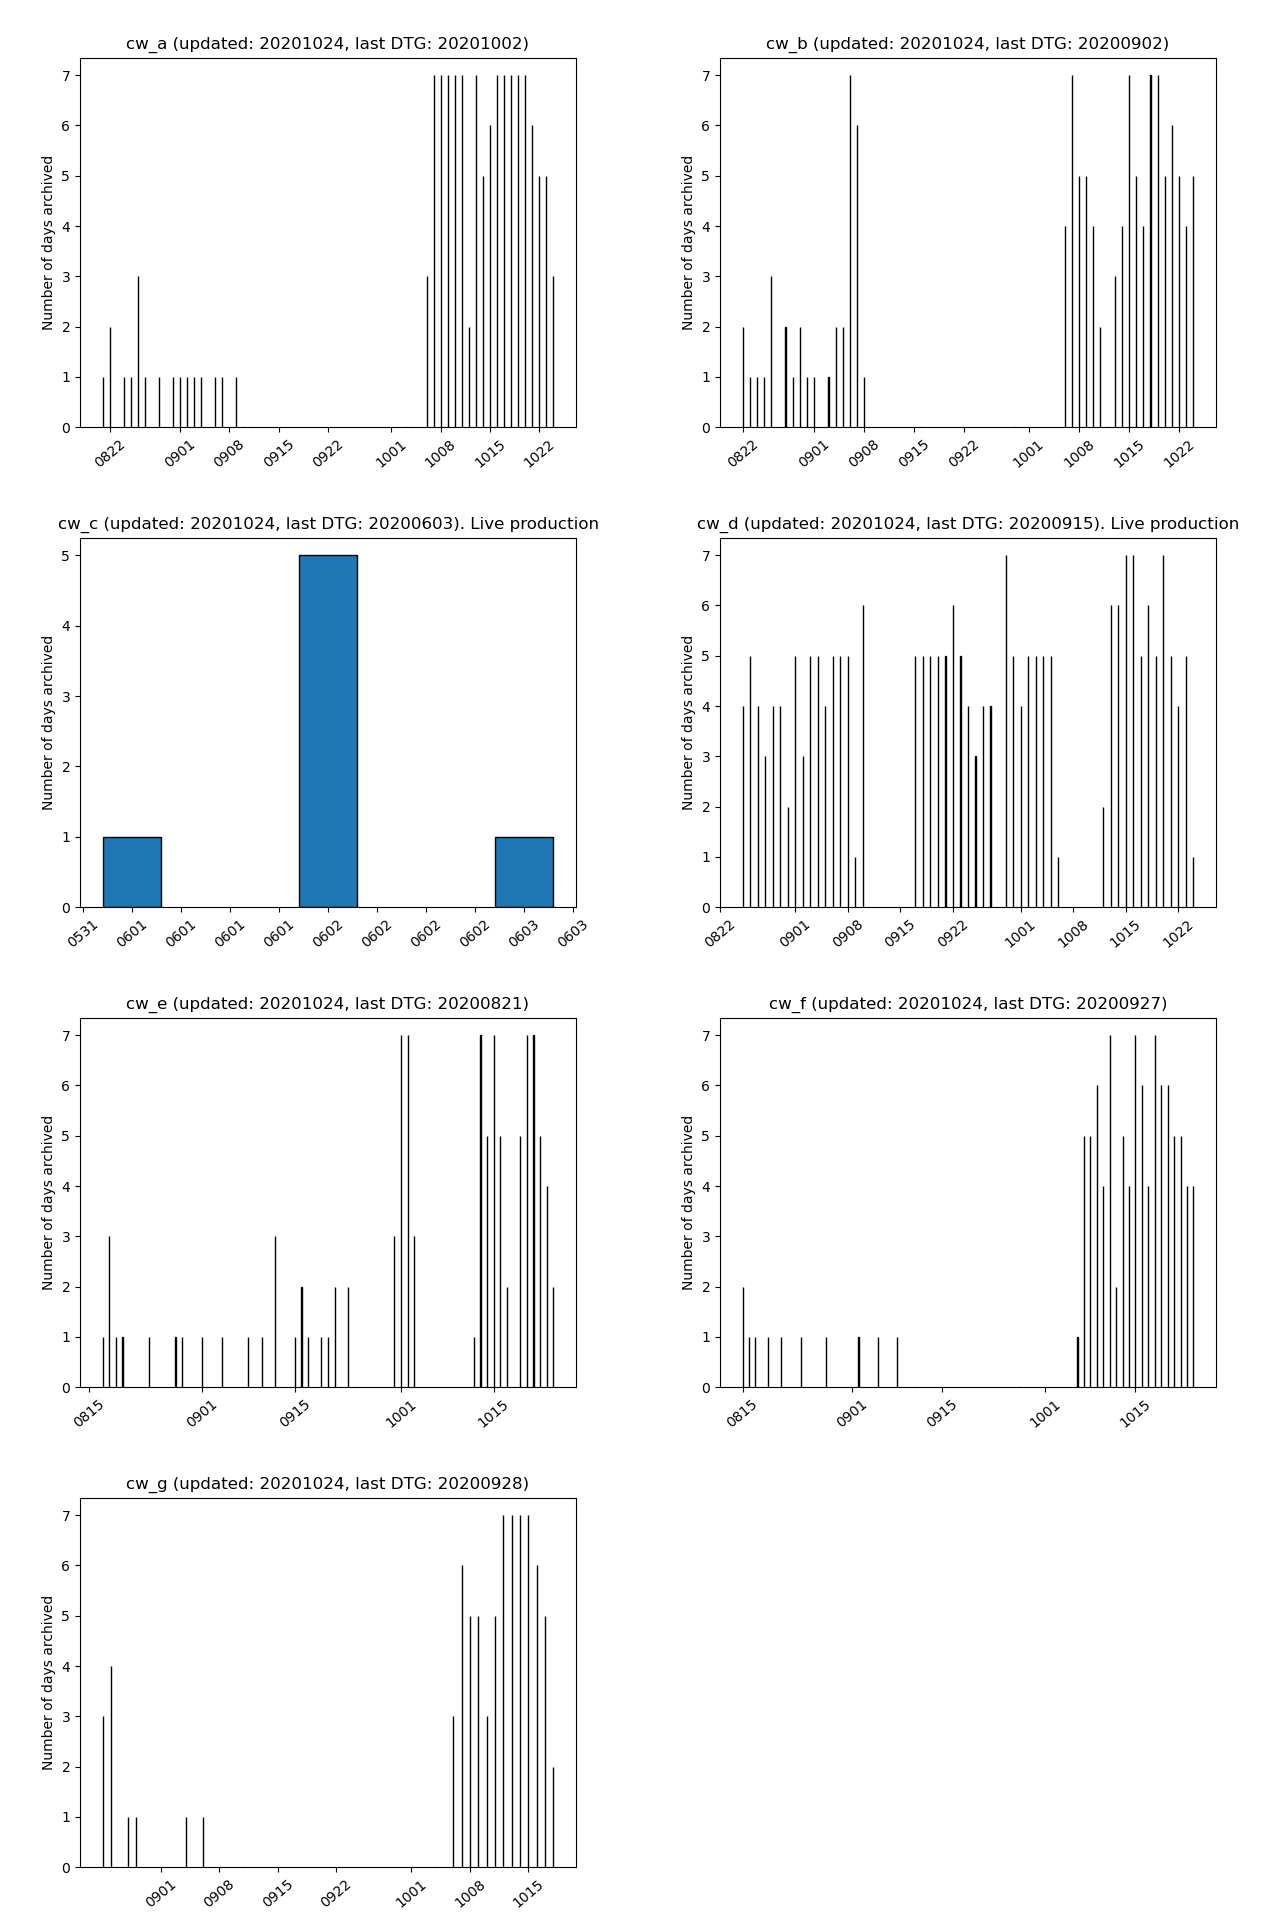 cw_a (updated: 20201024, last DTG: 20201002)
Number of days archived
7
6
5
4
3
2
1
0
0822 0901 0908 0915 0922 1001 1008 1015 1022
cw_b (updated: 20201024, last DTG: 20200902)
Number of days archived
7
6
5
4
3
2
1
0
0822 0901 0908 0915 0922 1001 1008 1015 1022
cw_c (updated: 20201024, last DTG: 20200603). Live production
Number of days archived
5
4
3
2
1
0
0531 0601 0601 0601 0601 0602 0602 0602 0602 0603 0603
cw_d (updated: 20201024, last DTG: 20200915). Live production
Number of days archived
7
6
5
4
3
2
1
0
0822 0901 0908 0915 0922 1001 1008 1015 1022
cw_e (updated: 20201024, last DTG: 20200821)
Number of days archived
7
6
5
4
3
2
1
0
0815 0901 0915 1001 1015
cw_f (updated: 20201024, last DTG: 20200927)
Number of days archived
7
6
5
4
3
2
1
0
0815 0901 0915 1001 1015
cw_g (updated: 20201024, last DTG: 20200928)
Number of days archived
7
6
5
4
3
2
1
0
0901 0908 0915 0922 1001 1008 1015